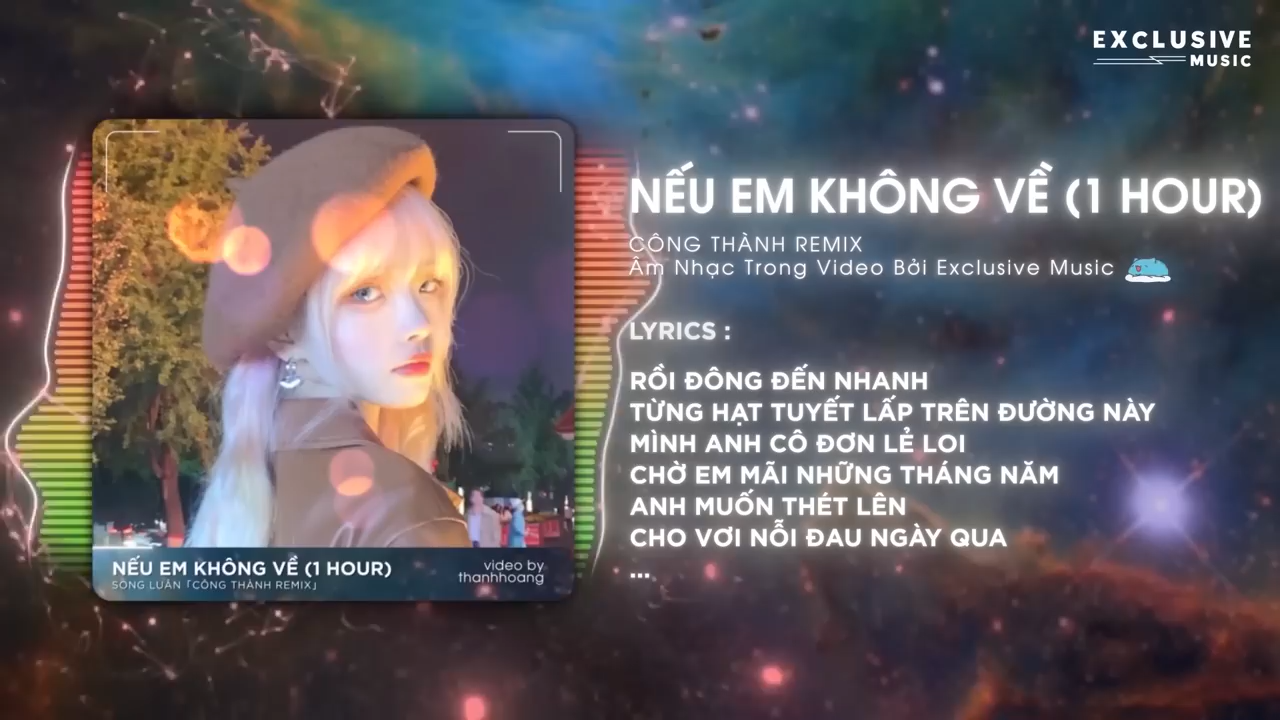 EXCLUSIVE
MUSIC
NẾU EM KHÔNG VỀ (1 HOUR)
CÔNG THÀNH REMIX
Âm Nhạc Trong Video Bởi Exclusive Music
LYRICS :
RỒI ĐÔNG ĐẾN NHANH
TỪNG HẠT TUYẾT LẤP TRÊN ĐƯỜNG NÀY
MÌNH ANH CÔ ĐƠN LẺ LOI
CHỜ EM MÃI NHỮNG THÁNG NĂM
ANH MUỐN THÉT LÊN
CHO VƠI NỖI ĐAU NGÀY QUA
...
NẾU EM KHÔNG VỀ (1 HOUR)
SONG LUÂN「CÔNG THÀNH REMIX」
video by
thanhhoang